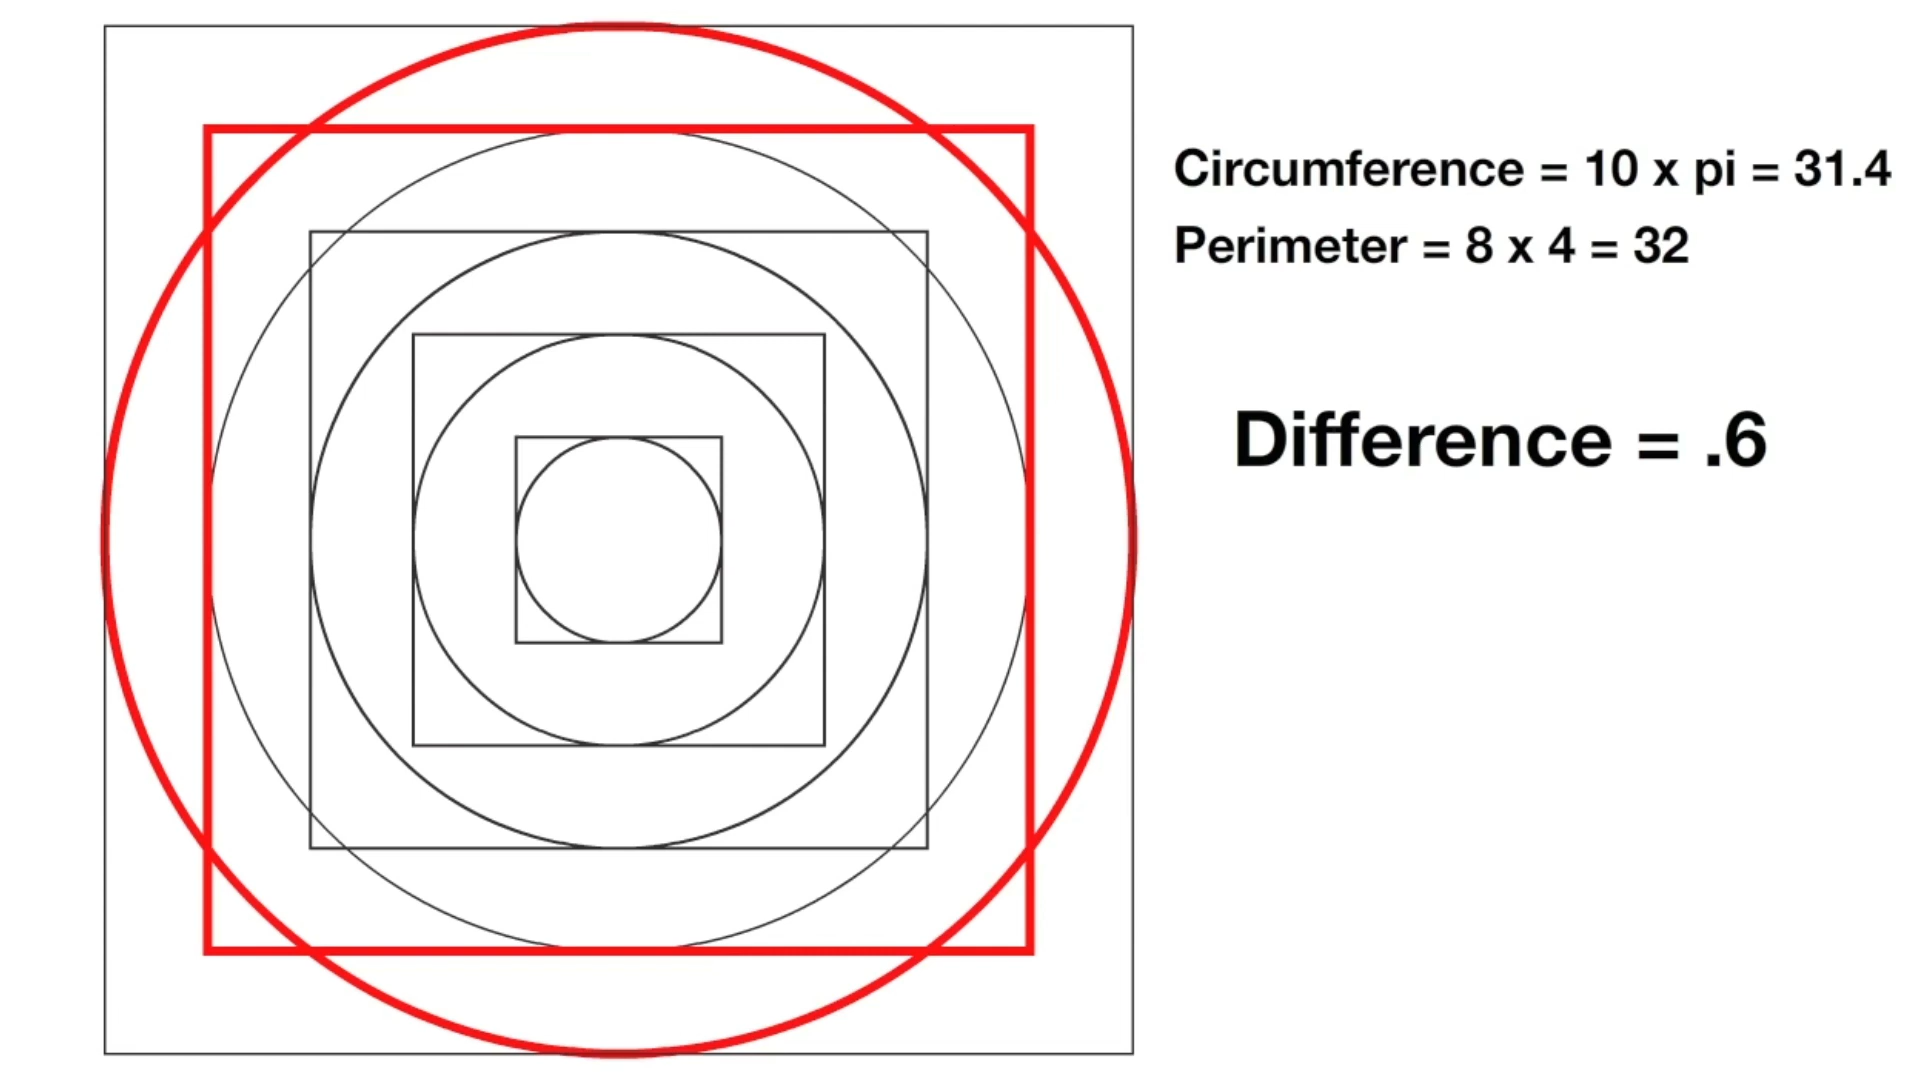 Circumference = 10 x pi = 31.4
Perimeter = 8 x 4 = 32
Difference = .6